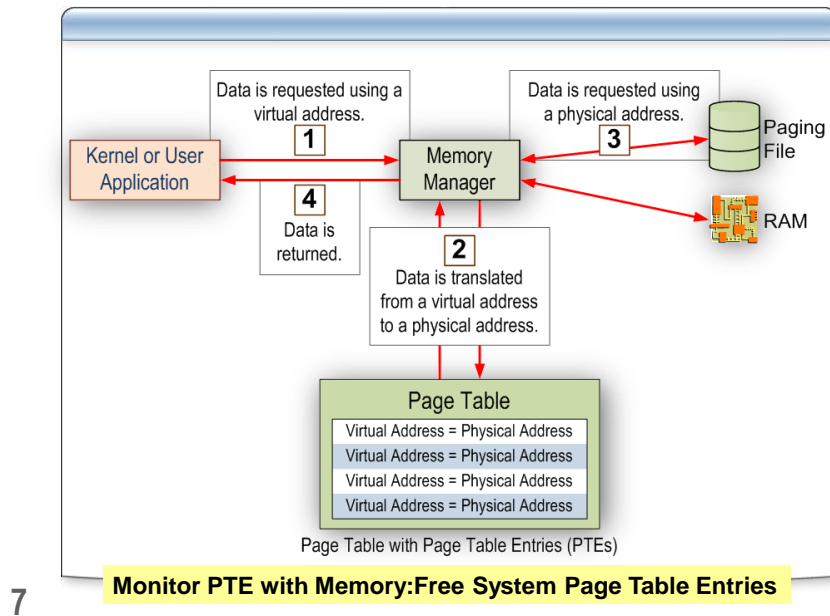 Data is requested using a
virtual address.
1
Data is requested using
a physical address.
3
Kernel or User
Application
Memory
Manager
Paging
File
RAM
4
Data is
returned.
2
Data is translated
from a virtual address
to a physical address.
Page Table
Virtual Address = Physical Address
Virtual Address = Physical Address
Virtual Address = Physical Address
Virtual Address = Physical Address
Page Table with Page Table Entries (PTEs)
Monitor PTE with Memory:Free System Page Table Entries
7